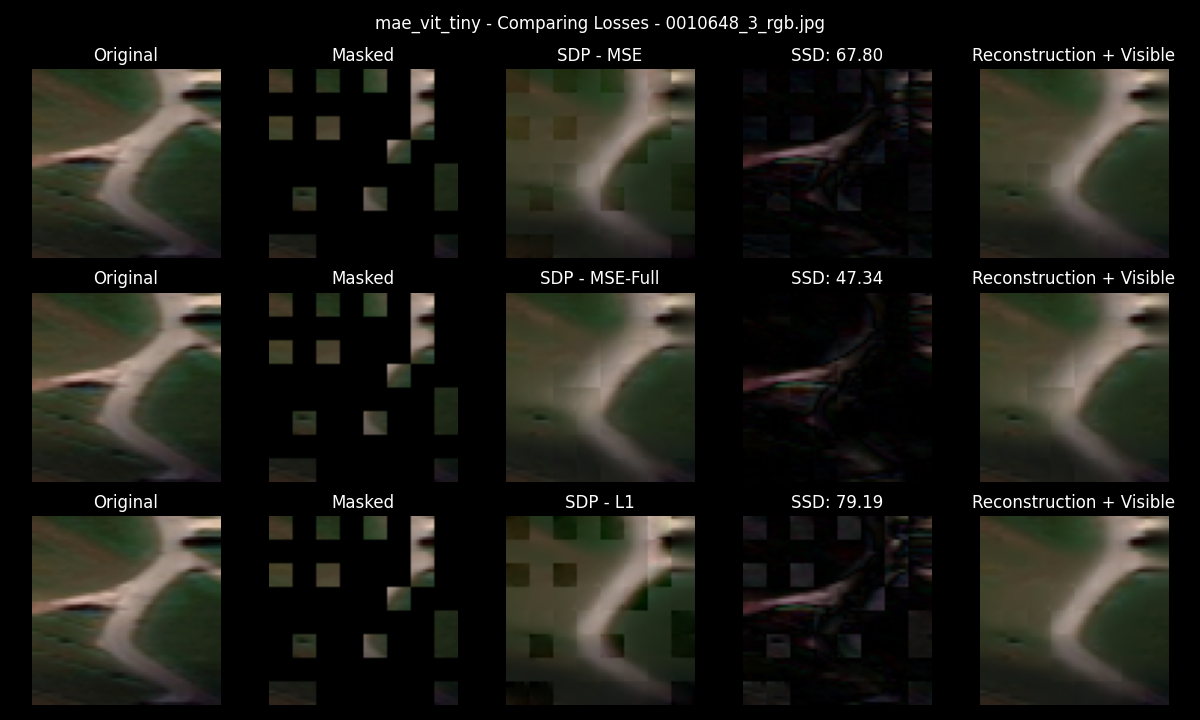 mae_vit_tiny - Comparing Losses - 0010648_3_rgb.jpg
Original Masked SDP - MSE SSD: 67.80 Reconstruction + Visible
Original Masked SDP - MSE-Full SSD: 47.34 Reconstruction + Visible
Original Masked SDP - L1 SSD: 79.19 Reconstruction + Visible